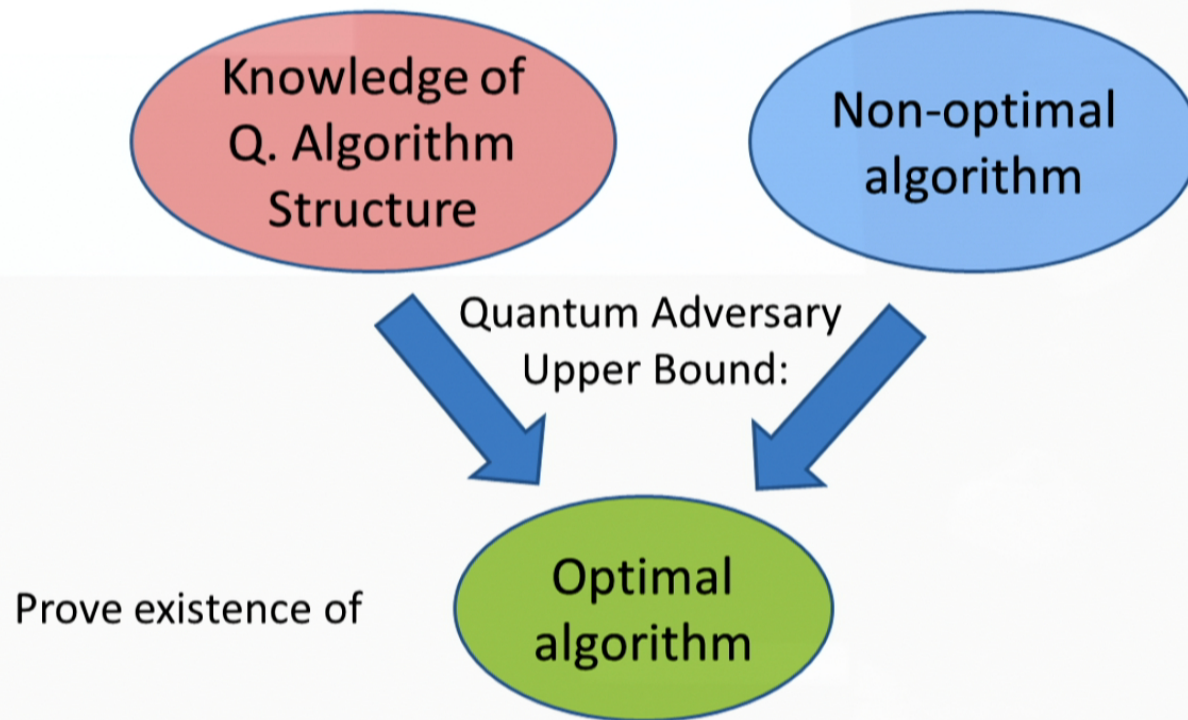 Knowledge of
Q. Algorithm
Structure
Non-optimal
algorithm
Quantum Adversary
Upper Bound:
Prove existence of
Optimal
algorithm